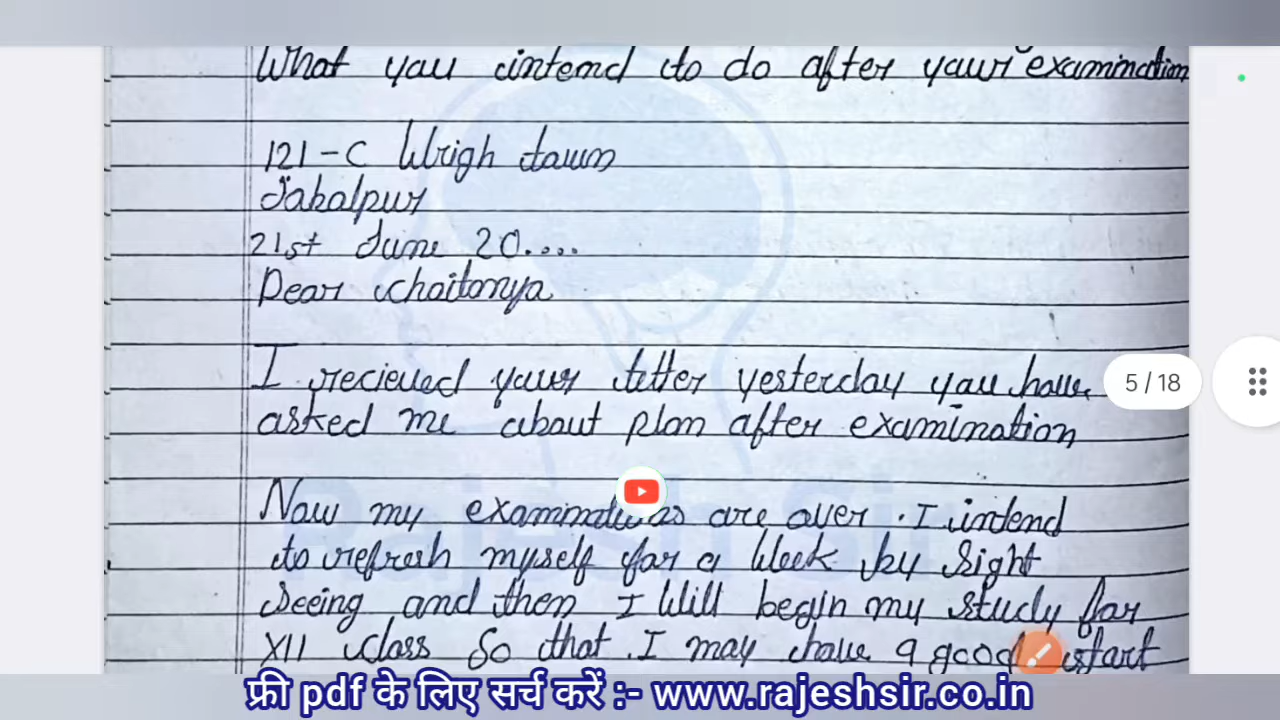 What you intend to do after your examination
121-C Wrigh town
Jabalpur
21st June 20....
Dear Chaitanya
I recieved your letter yesterday you have
asked me about plan after examination
5 / 18
Now my examinations are over. I intend
to refresh myself for a Week by Sight
Seeing and then I Will begin my study for
XII class So that I may have a good start
फ्री pdf के लिए सर्च करें :- www.rajeshsir.co.in